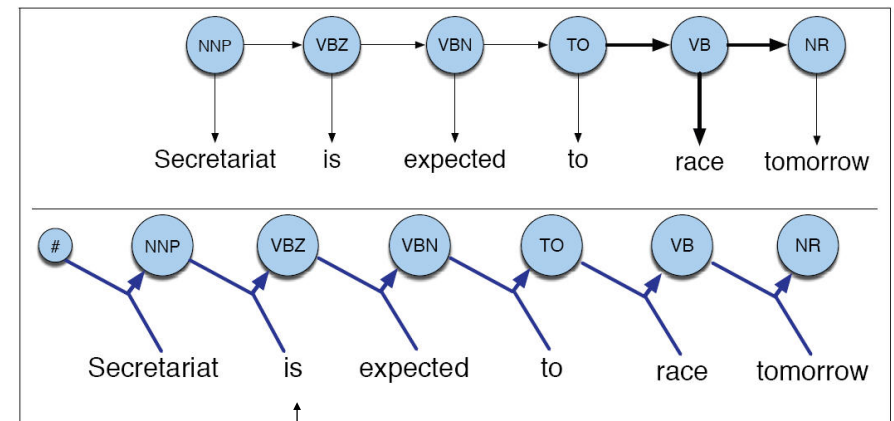 NNP VBZ VBN TO VB NR
Secretariat is expected to race tomorrow
# NNP VBZ VBN TO VB NR
Secretariat is expected to race tomorrow